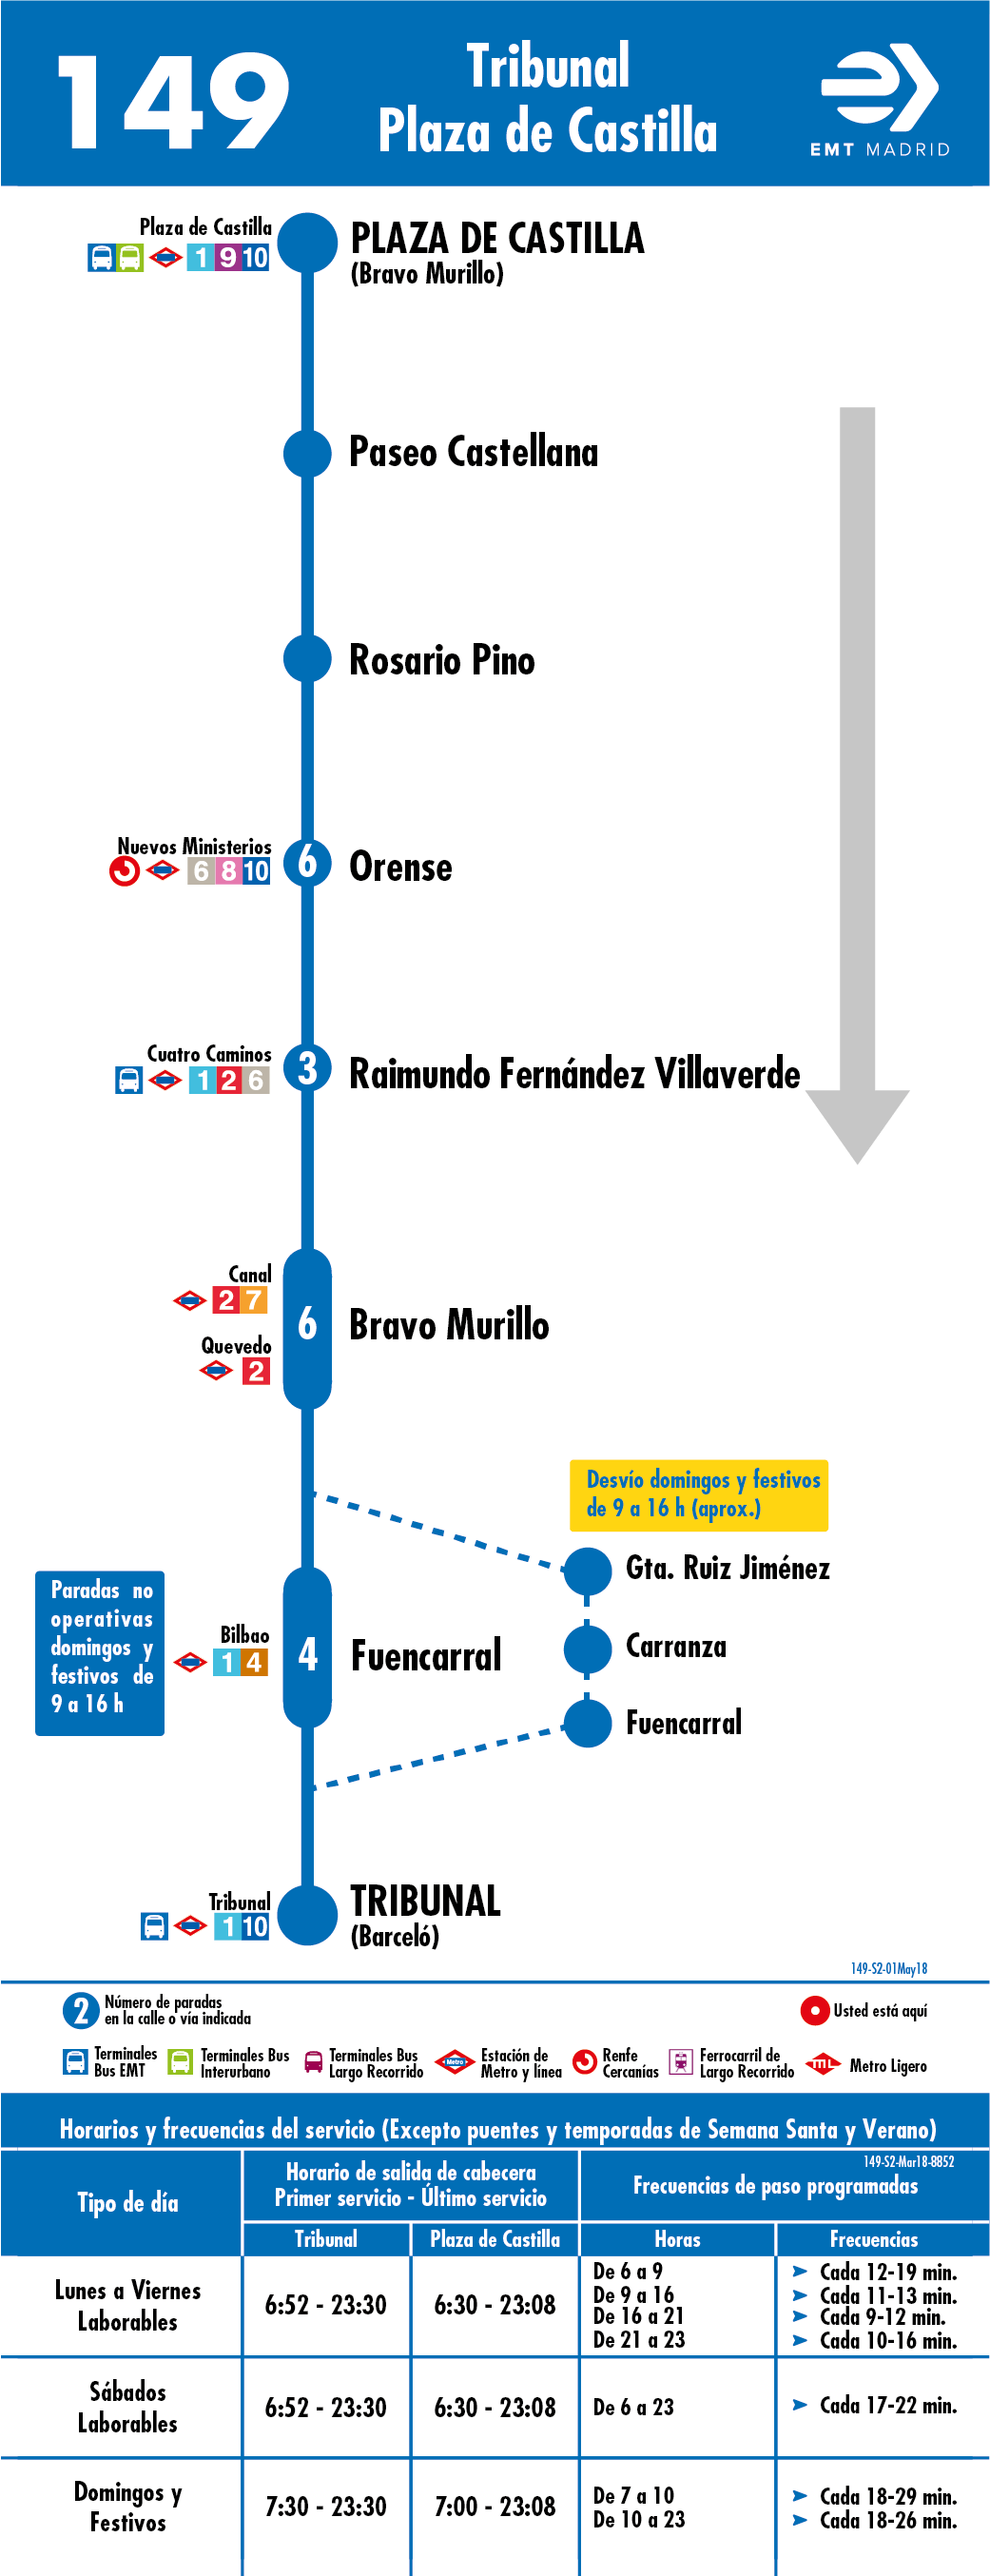 149
Tribunal
Plaza de Castilla
EMT MADRID
Plaza de Castilla
1 9 10
PLAZA DE CASTILLA
(Bravo Murillo)
Paseo Castellana
Rosario Pino
Nuevos Ministerios
6 8 10
6
Orense
Cuatro Caminos
1 2 6
3
Raimundo Fernández Villaverde
Canal
2 7
Quevedo
2
6
Bravo Murillo
Desvío domingos y festivos
de 9 a 16 h (aprox.)
Gta. Ruiz Jiménez
Carranza
Fuencarral
Paradas no
operativas
domingos y
festivos de
9 a 16 h
Bilbao
1 4
4
Fuencarral
Tribunal
1 10
TRIBUNAL
(Barceló)
149-S2-01May18
2
Número de paradas
en la calle o vía indicada
Usted está aquí
Terminales
Bus EMT
Terminales Bus
Interurbano
Terminales Bus
Largo Recorrido
Metro
Estación de
Metro y línea
Renfe
Cercanías
Ferrocarril de
Largo Recorrido
ML
Metro Ligero
Horarios y frecuencias del servicio (Excepto puentes y temporadas de Semana Santa y Verano)
149-S2-Mar18-8852
Tipo de día
Horario de salida de cabecera
Primer servicio - Último servicio
Frecuencias de paso programadas
Tribunal
Plaza de Castilla
Horas
Frecuencias
Lunes a Viernes
Laborables
6:52 - 23:30
6:30 - 23:08
De 6 a 9
Cada 12-19 min.
De 9 a 16
Cada 11-13 min.
De 16 a 21
Cada 9-12 min.
De 21 a 23
Cada 10-16 min.
Sábados
Laborables
6:52 - 23:30
6:30 - 23:08
De 6 a 23
Cada 17-22 min.
Domingos y
Festivos
7:30 - 23:30
7:00 - 23:08
De 7 a 10
Cada 18-29 min.
De 10 a 23
Cada 18-26 min.